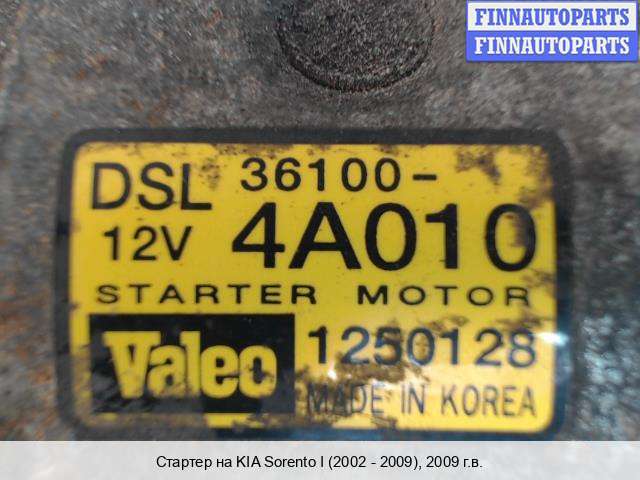 FINNAUTOPARTS
FINNAUTOPARTS
DSL 36100-
12V 4A010
STARTER MOTOR
Valeo 1250128
MADE IN KOREA
Стартер на KIA Sorento I (2002 - 2009), 2009 г.в.